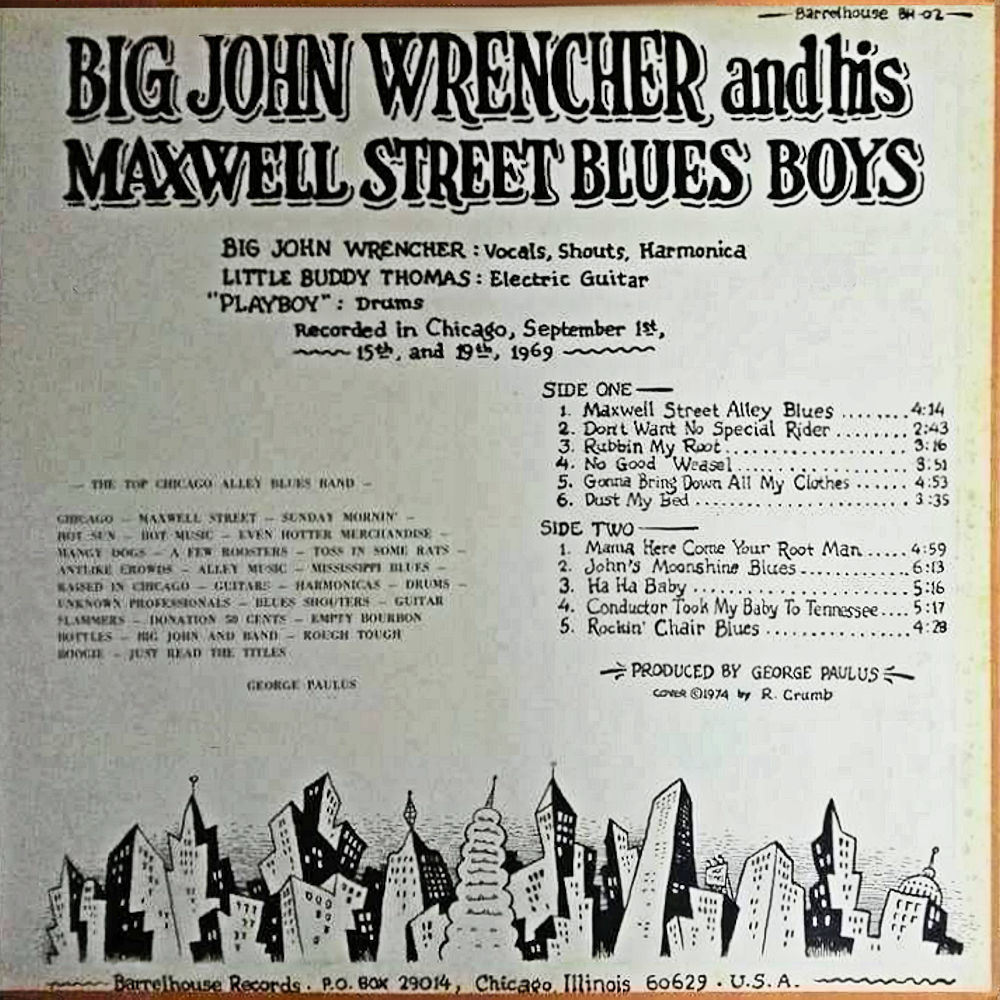 Barrelhouse BH-02
BIG JOHN WRENCHER and his
MAXWELL STREET BLUES BOYS
BIG JOHN WRENCHER : Vocals, Shouts, Harmonica
LITTLE BUDDY THOMAS : Electric Guitar
"PLAYBOY" : Drums
Recorded in Chicago, September 1st,
15th, and 19th, 1969
SIDE ONE
1. Maxwell Street Alley Blues ........ 4:14
2. Don't Want No Special Rider ........ 2:43
3. Rubbin My Root ........ 3:16
4. No Good Weasel ........ 3:51
5. Gonna Bring Down All My Clothes ...... 4:53
6. Dust My Bed ........ 3:35
SIDE TWO
1. Mama Here Come Your Root Man ..... 4:59
2. John's Moonshine Blues ........ 6:13
3. Ha Ha Baby ........ 5:16
4. Conductor Took My Baby To Tennessee .... 5:17
5. Rockin' Chair Blues ........ 4:28
PRODUCED BY GEORGE PAULUS
COVER ©1974 by R. Crumb
– THE TOP CHICAGO ALLEY BLUES BAND –
CHICAGO – MAXWELL STREET – SUNDAY MORNIN' –
HOT SUN – HOT MUSIC – EVEN HOTTER MERCHANDISE –
MANGY DOGS – A FEW ROOSTERS – TOSS IN SOME RATS –
ANTLIKE CROWDS – ALLEY MUSIC – MISSISSIPPI BLUES –
RAISED IN CHICAGO – GUITARS – HARMONICAS – DRUMS –
UNKNOWN PROFESSIONALS – BLUES SHOUTERS – GUITAR
SLAMMERS – DONATION 50 CENTS – EMPTY BOURBON
BOTTLES – BIG JOHN AND BAND – ROUGH TOUGH
BOOGIE – JUST READ THE TITLES
GEORGE PAULUS
Barrelhouse Records. P.O. BOX 29014, Chicago, Illinois 60629 • U.S.A.